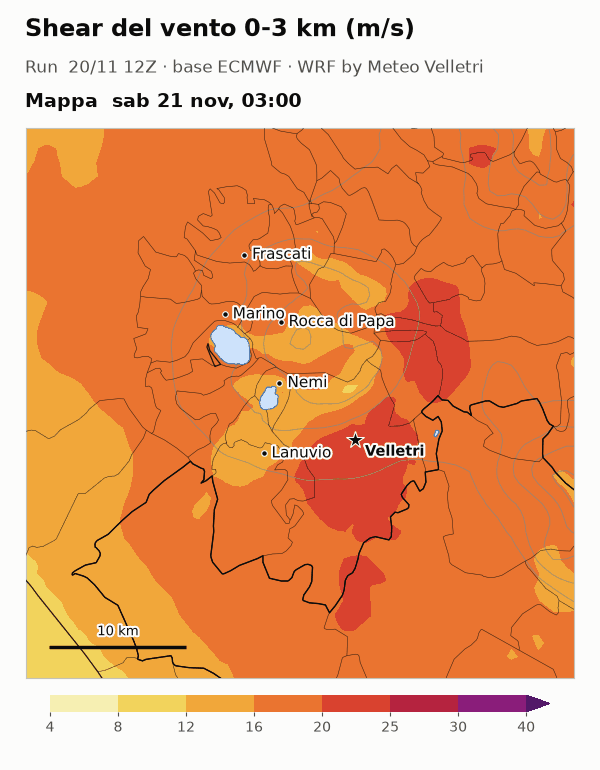 Shear del vento 0-3 km (m/s)
Run  20/11 12Z · base ECMWF · WRF by Meteo Velletri
Mappa  sab 21 nov, 03:00
Frascati
Marino
Rocca di Papa
Nemi
Velletri
Lanuvio
10 km
4 8 12 16 20 25 30 40